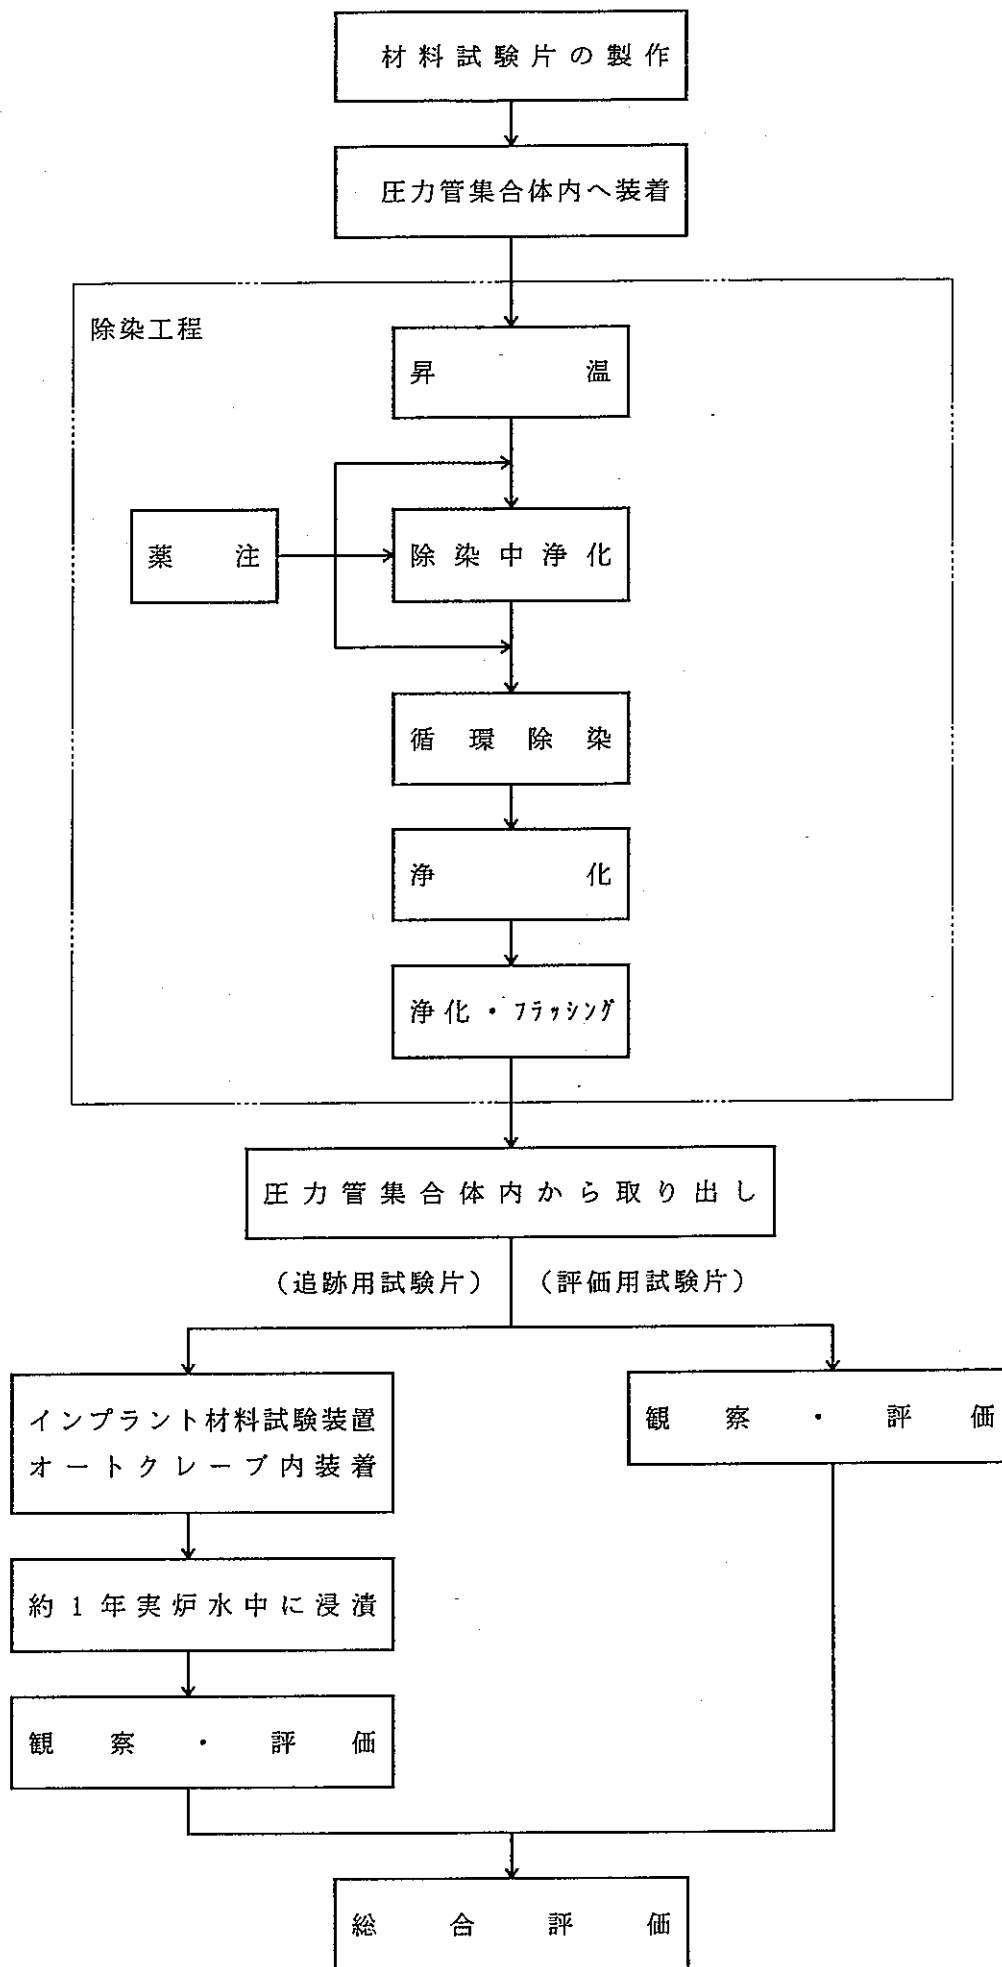 材料試験片の製作
圧力管集合体内へ装着
除染工程
昇温
薬注
除染中浄化
循環除染
浄化
浄化・フラッシング
圧力管集合体内から取り出し
（追跡用試験片）
（評価用試験片）
インプラント材料試験装置
オートクレーブ内装着
観察・評価
約1年実炉水中に浸漬
観察・評価
総合評価